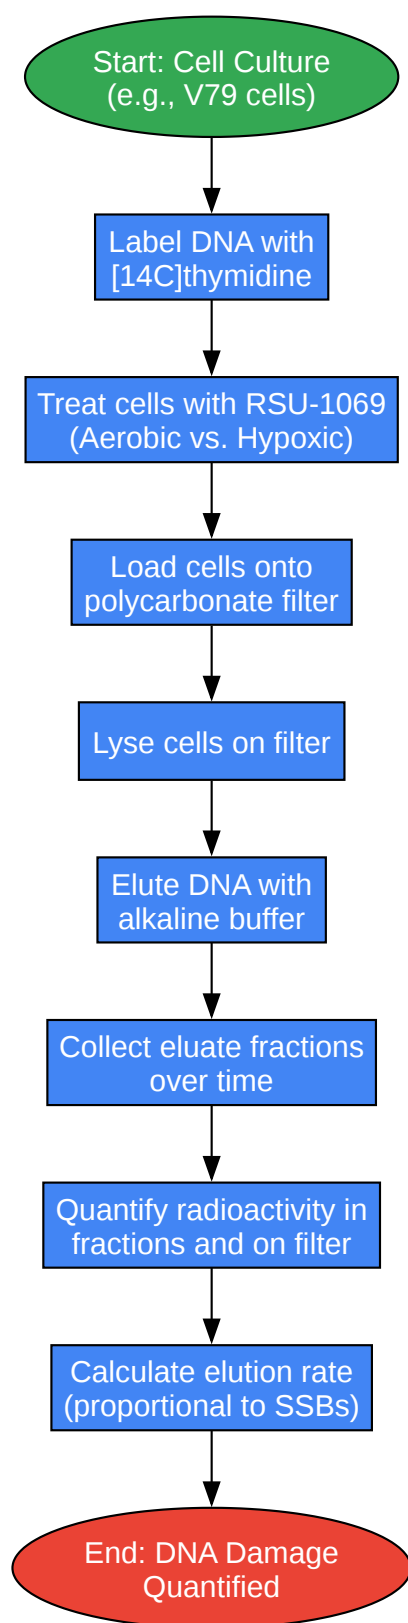 Start: Cell Culture
(e.g., V79 cells)
Label DNA with
[14C]thymidine
Treat cells with RSU-1069
(Aerobic vs. Hypoxic)
Load cells onto
polycarbonate filter
Lyse cells on filter
Elute DNA with
alkaline buffer
Collect eluate fractions
over time
Quantify radioactivity in
fractions and on filter
Calculate elution rate
(proportional to SSBs)
End: DNA Damage
Quantified